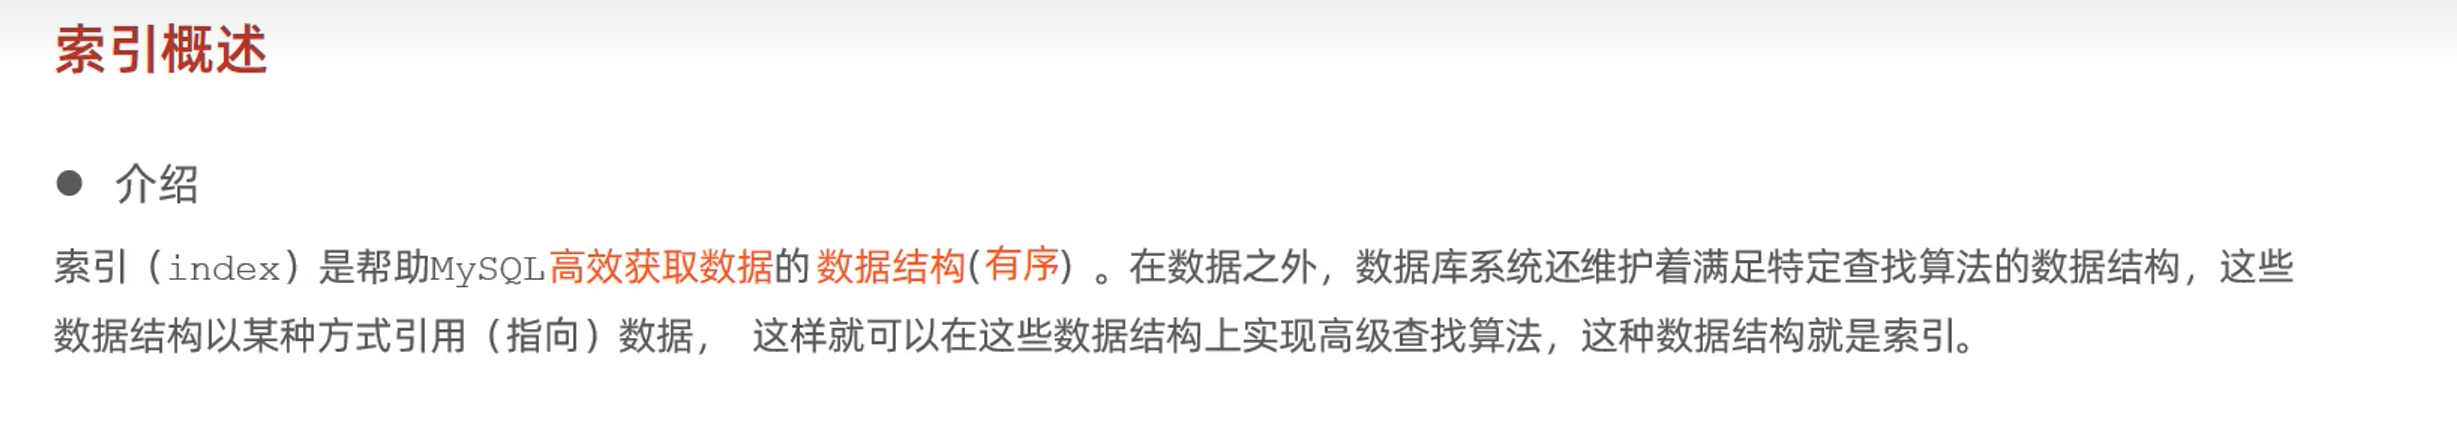 索引概述
● 介绍
索引（index）是帮助MySQL高效获取数据的数据结构(有序) 。在数据之外，数据库系统还维护着满足特定查找算法的数据结构，这些
数据结构以某种方式引用（指向）数据， 这样就可以在这些数据结构上实现高级查找算法，这种数据结构就是索引。